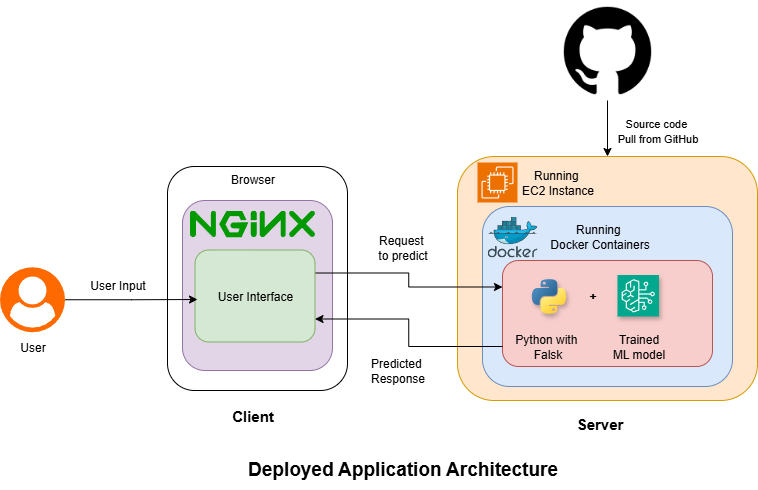 Source code
Pull from GitHub
Running
EC2 Instance
Browser
NGINX
Running
Docker Containers
docker
Request
to predict
User Input
User Interface
User
+
Python with
Falsk
Trained
ML model
Predicted
Response
Client
Server
Deployed Application Architecture